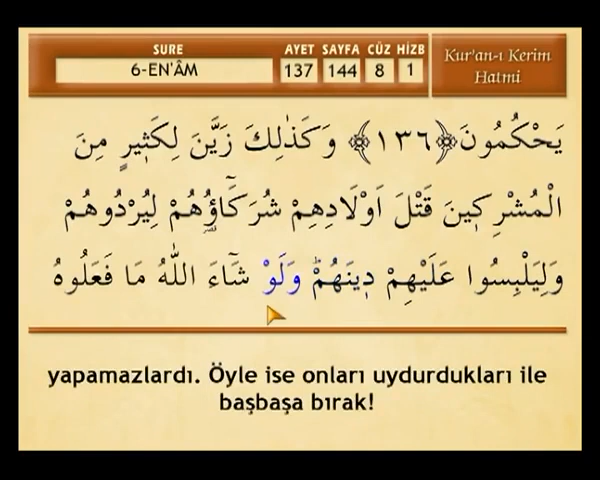 SURE AYET SAYFA CÜZ HİZB
6-EN'ÂM 137 144 8 1
Kur'an-ı Kerim
Hatmi
يَحْكُمُونَ ﴿١٣٦﴾ وَكَذٰلِكَ زَيَّنَ لِكَثٖيرٍ مِنَ
الْمُشْرِكٖينَ قَتْلَ اَوْلَادِهِمْ شُرَكَٓاؤُ۬هُمْ لِيُرْدُوهُمْ
وَلِيَلْبِسُوا عَلَيْهِمْ دٖينَهُمْؕ وَلَوْ شَٓاءَ اللّٰهُ مَا فَعَلُوهُ
yapamazlardı. Öyle ise onları uydurdukları ile
başbaşa bırak!